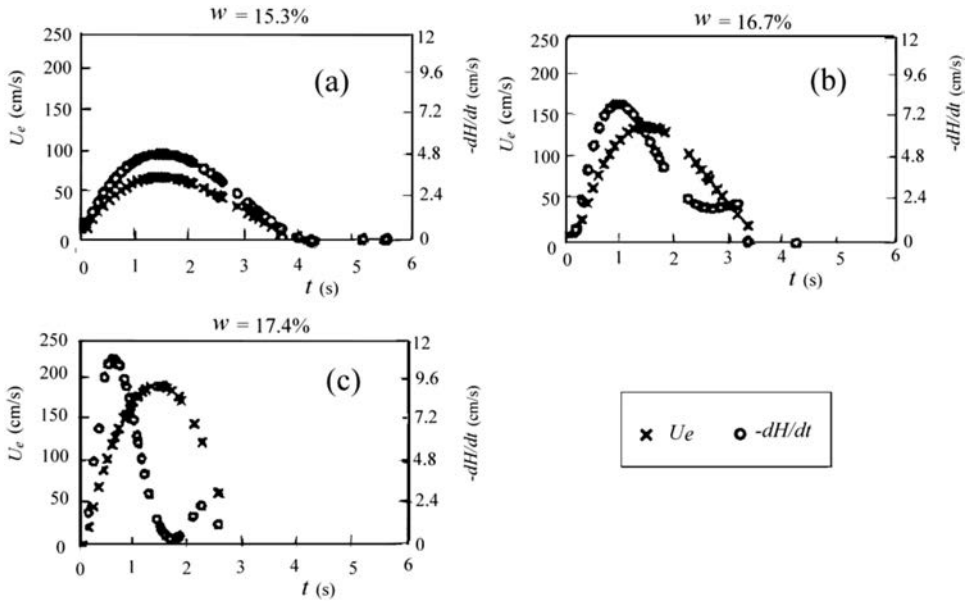 w = 15.3%
250
200
150
100
50
0
U_e (cm/s)
(a)
12
9.6
7.2
4.8
2.4
0
-dH/dt (cm/s)
0 1 2 3 4 5 6
t (s)
w = 16.7%
250
200
150
100
50
0
U_e (cm/s)
(b)
12
9.6
7.2
4.8
2.4
0
-dH/dt (cm/s)
0 1 2 3 4 5 6
t (s)
w = 17.4%
250
200
150
100
50
0
U_e (cm/s)
(c)
12
9.6
7.2
4.8
2.4
0
-dH/dt (cm/s)
0 1 2 3 4 5 6
t (s)
U_e -dH/dt